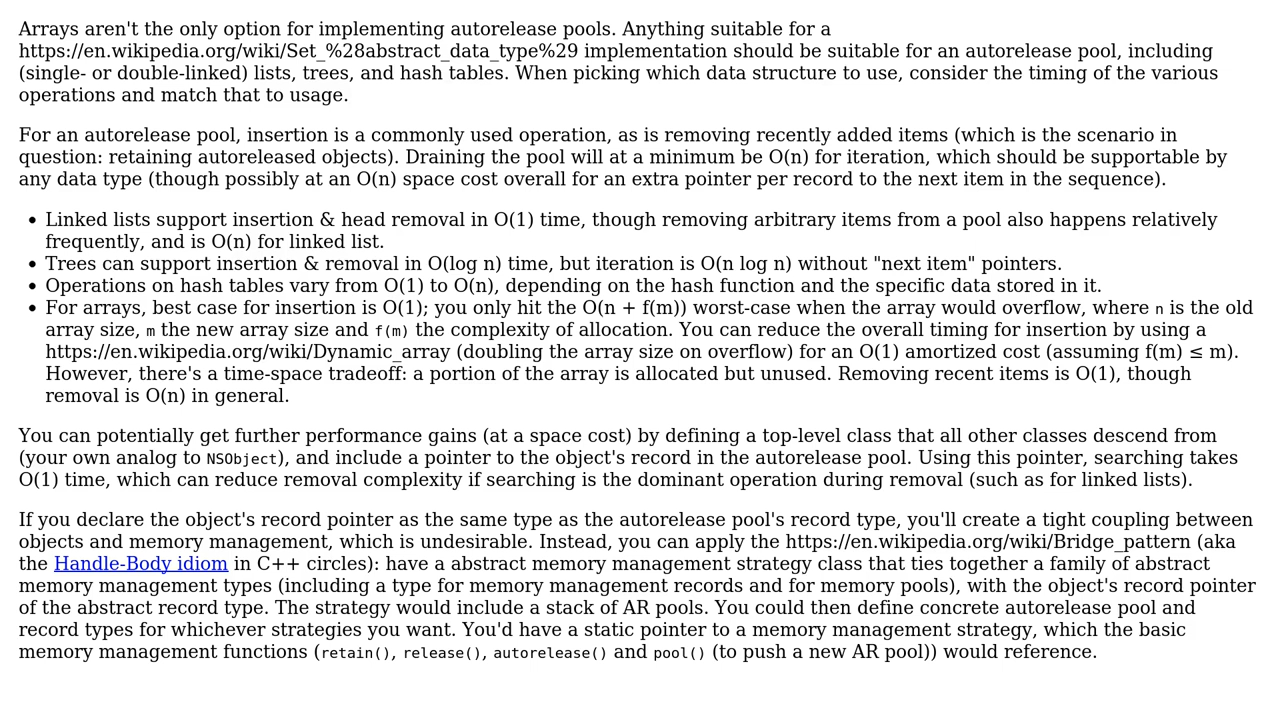 Arrays aren't the only option for implementing autorelease pools. Anything suitable for a
https://en.wikipedia.org/wiki/Set_%28abstract_data_type%29 implementation should be suitable for an autorelease pool, including
(single- or double-linked) lists, trees, and hash tables. When picking which data structure to use, consider the timing of the various
operations and match that to usage.
For an autorelease pool, insertion is a commonly used operation, as is removing recently added items (which is the scenario in
question: retaining autoreleased objects). Draining the pool will at a minimum be O(n) for iteration, which should be supportable by
any data type (though possibly at an O(n) space cost overall for an extra pointer per record to the next item in the sequence).
• Linked lists support insertion & head removal in O(1) time, though removing arbitrary items from a pool also happens relatively
frequently, and is O(n) for linked list.
• Trees can support insertion & removal in O(log n) time, but iteration is O(n log n) without "next item" pointers.
• Operations on hash tables vary from O(1) to O(n), depending on the hash function and the specific data stored in it.
• For arrays, best case for insertion is O(1); you only hit the O(n + f(m)) worst-case when the array would overflow, where n is the old
array size, m the new array size and f(m) the complexity of allocation. You can reduce the overall timing for insertion by using a
https://en.wikipedia.org/wiki/Dynamic_array (doubling the array size on overflow) for an O(1) amortized cost (assuming f(m) ≤ m).
However, there's a time-space tradeoff: a portion of the array is allocated but unused. Removing recent items is O(1), though
removal is O(n) in general.
You can potentially get further performance gains (at a space cost) by defining a top-level class that all other classes descend from
(your own analog to NSObject), and include a pointer to the object's record in the autorelease pool. Using this pointer, searching takes
O(1) time, which can reduce removal complexity if searching is the dominant operation during removal (such as for linked lists).
If you declare the object's record pointer as the same type as the autorelease pool's record type, you'll create a tight coupling between
objects and memory management, which is undesirable. Instead, you can apply the https://en.wikipedia.org/wiki/Bridge_pattern (aka
the Handle-Body idiom in C++ circles): have a abstract memory management strategy class that ties together a family of abstract
memory management types (including a type for memory management records and for memory pools), with the object's record pointer
of the abstract record type. The strategy would include a stack of AR pools. You could then define concrete autorelease pool and
record types for whichever strategies you want. You'd have a static pointer to a memory management strategy, which the basic
memory management functions (retain(), release(), autorelease() and pool() (to push a new AR pool)) would reference.